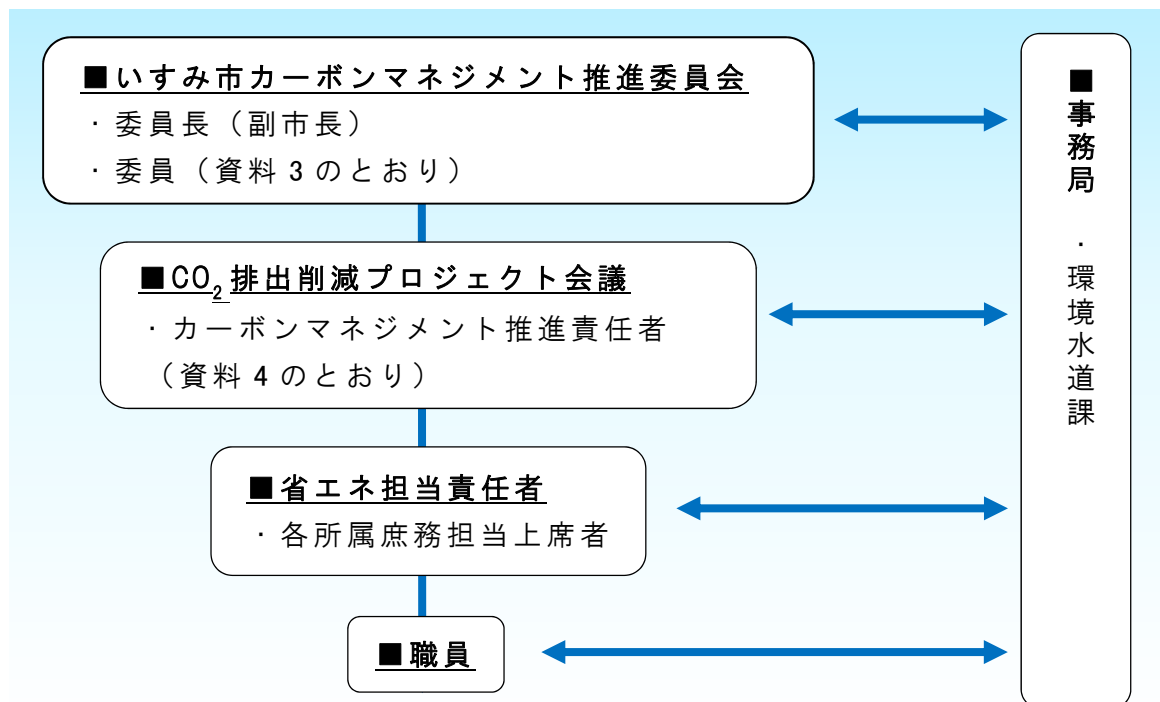 ■いすみ市カーボンマネジメント推進委員会
・委員長（副市長）
・委員（資料3のとおり）
■CO2排出削減プロジェクト会議
・カーボンマネジメント推進責任者
（資料4のとおり）
■省エネ担当責任者
・各所属庶務担当上席者
■職員
■事務局 ・環境水道課